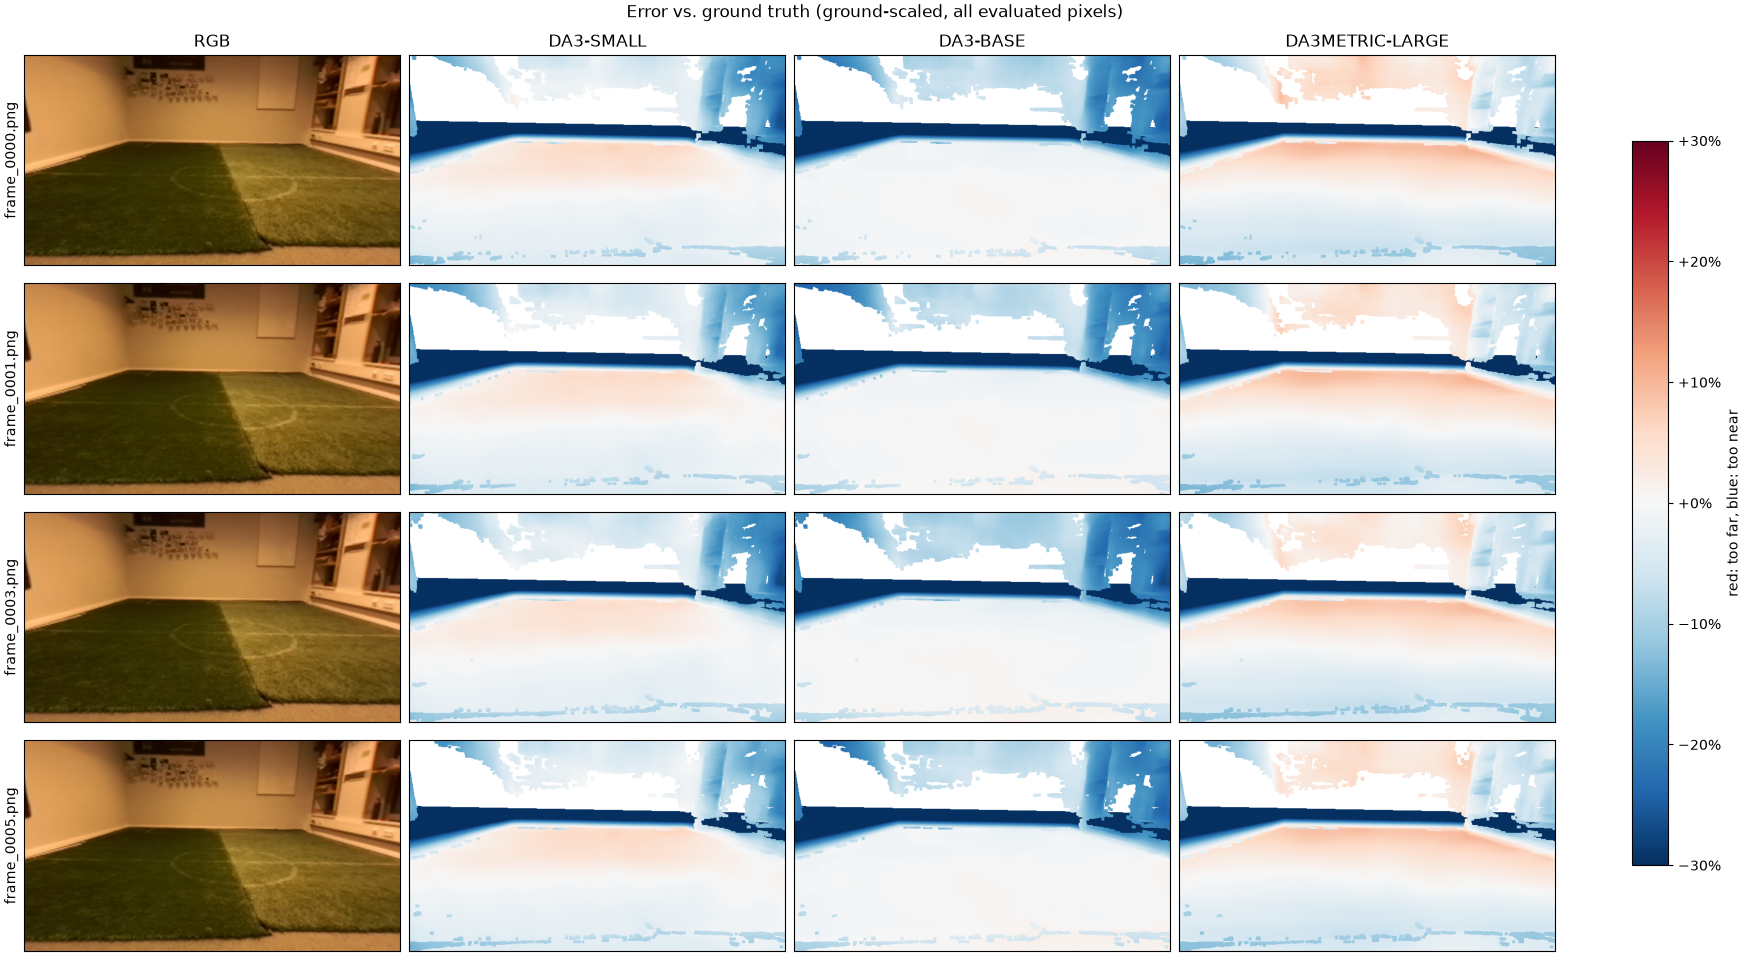 Error vs. ground truth (ground-scaled, all evaluated pixels)
RGB
DA3-SMALL
DA3-BASE
DA3METRIC-LARGE
frame_0000.png
frame_0001.png
frame_0003.png
frame_0005.png
+30%
+20%
+10%
+0%
−10%
−20%
−30%
red: too far, blue: too near